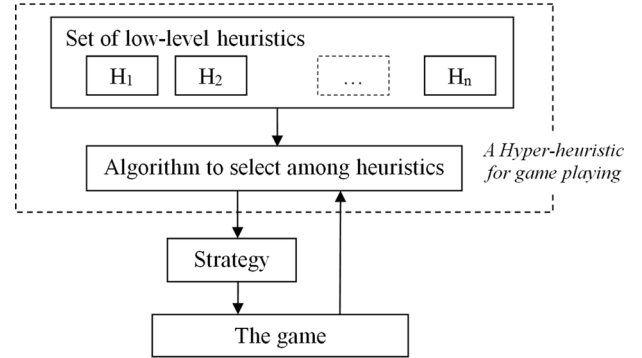 Set of low-level heuristics
H₁ H₂ … Hₙ
Algorithm to select among heuristics
A Hyper-heuristic
for game playing
Strategy
The game